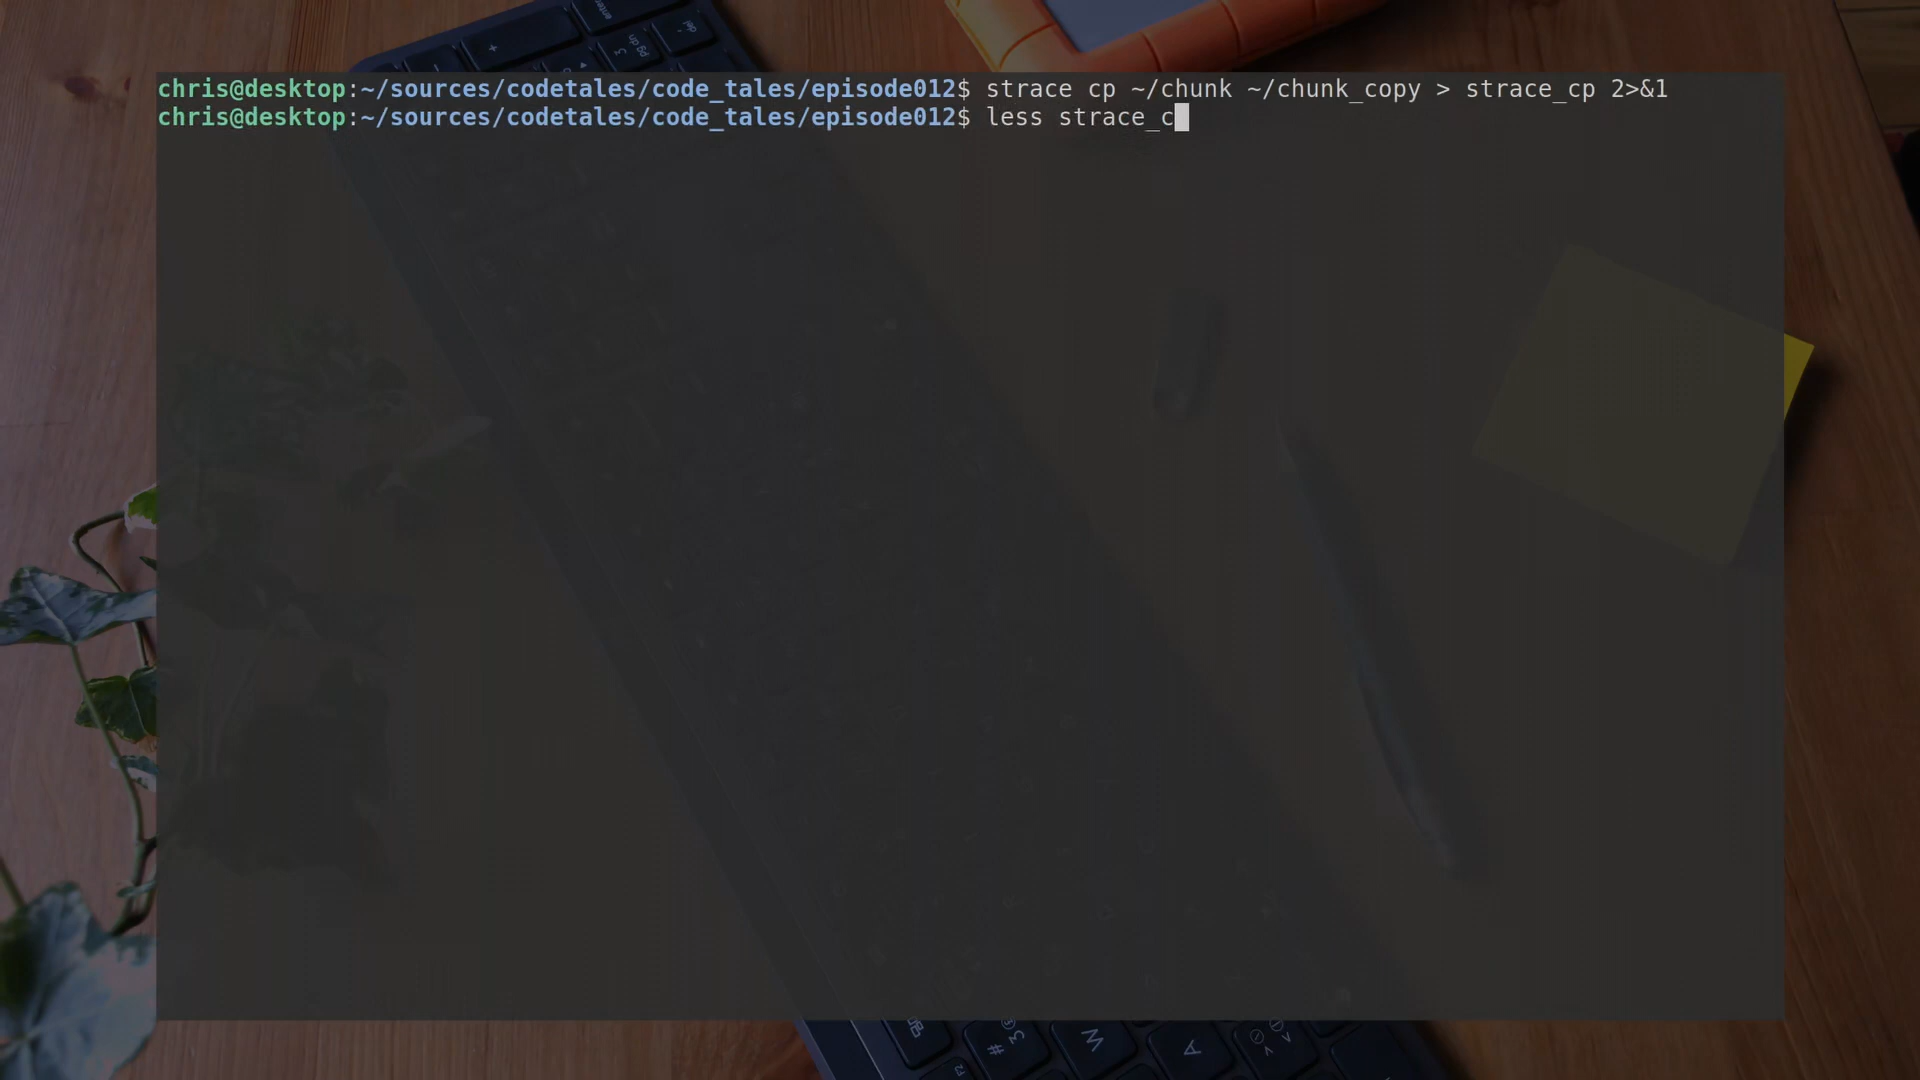 chris@desktop:~/sources/codetales/code_tales/episode012$ strace cp ~/chunk ~/chunk_copy > strace_cp 2>&1
chris@desktop:~/sources/codetales/code_tales/episode012$ less strace_c